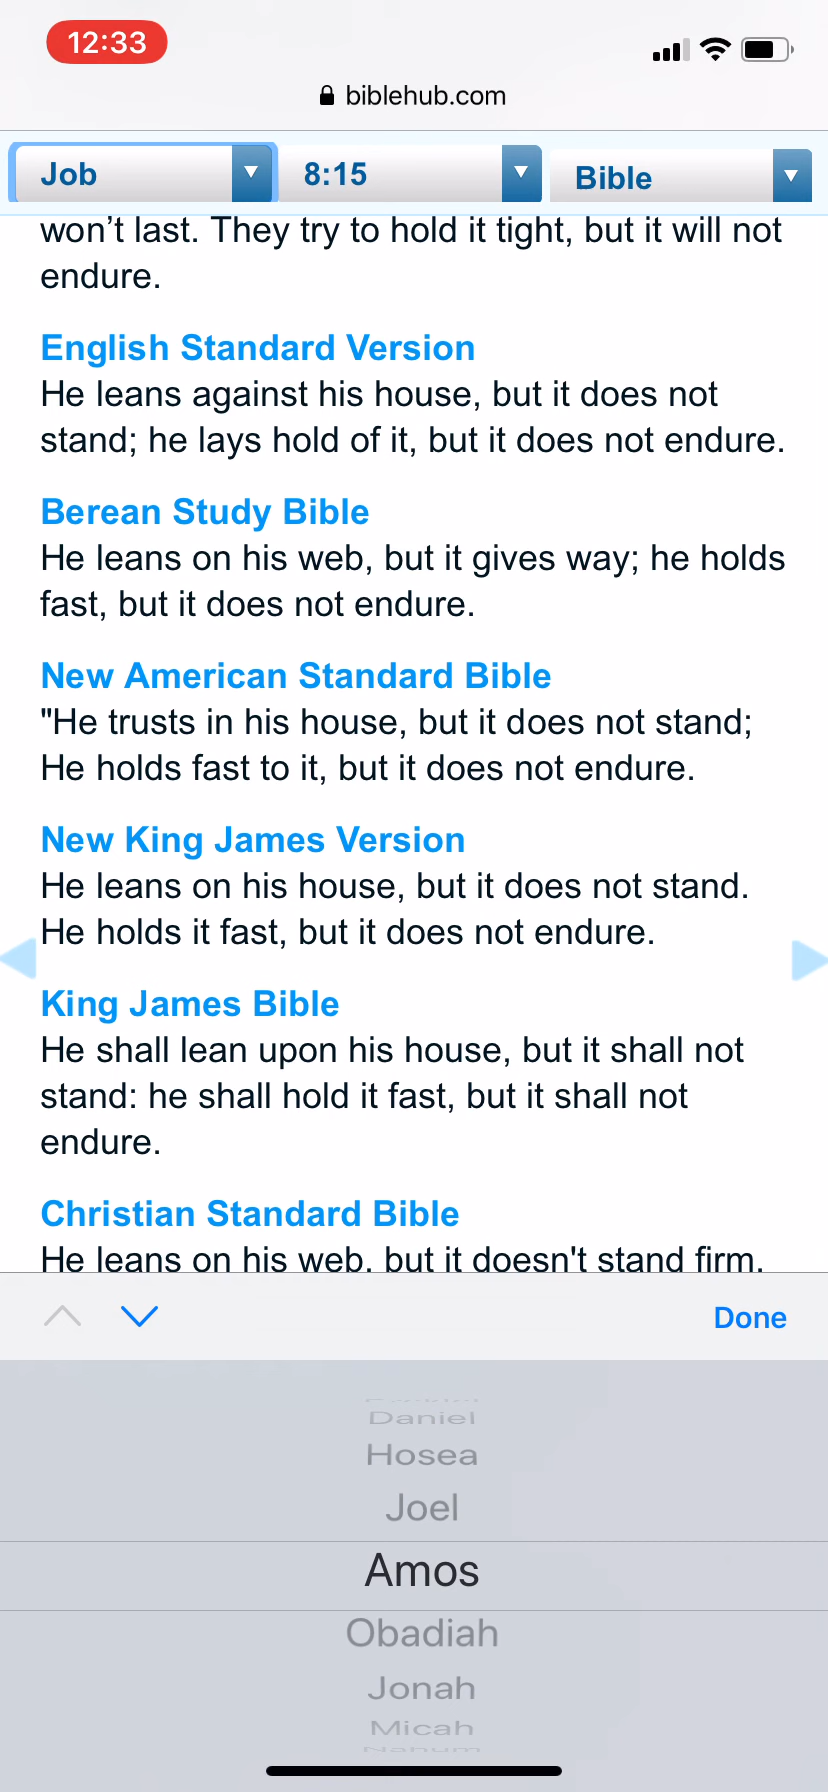 12:33
biblehub.com
Job 8:15 Bible
won’t last. They try to hold it tight, but it will not
endure.
English Standard Version
He leans against his house, but it does not
stand; he lays hold of it, but it does not endure.
Berean Study Bible
He leans on his web, but it gives way; he holds
fast, but it does not endure.
New American Standard Bible
"He trusts in his house, but it does not stand;
He holds fast to it, but it does not endure.
New King James Version
He leans on his house, but it does not stand.
He holds it fast, but it does not endure.
King James Bible
He shall lean upon his house, but it shall not
stand: he shall hold it fast, but it shall not
endure.
Christian Standard Bible
He leans on his web, but it doesn't stand firm.
Done
Daniel
Hosea
Joel
Amos
Obadiah
Jonah
Micah
Nahum